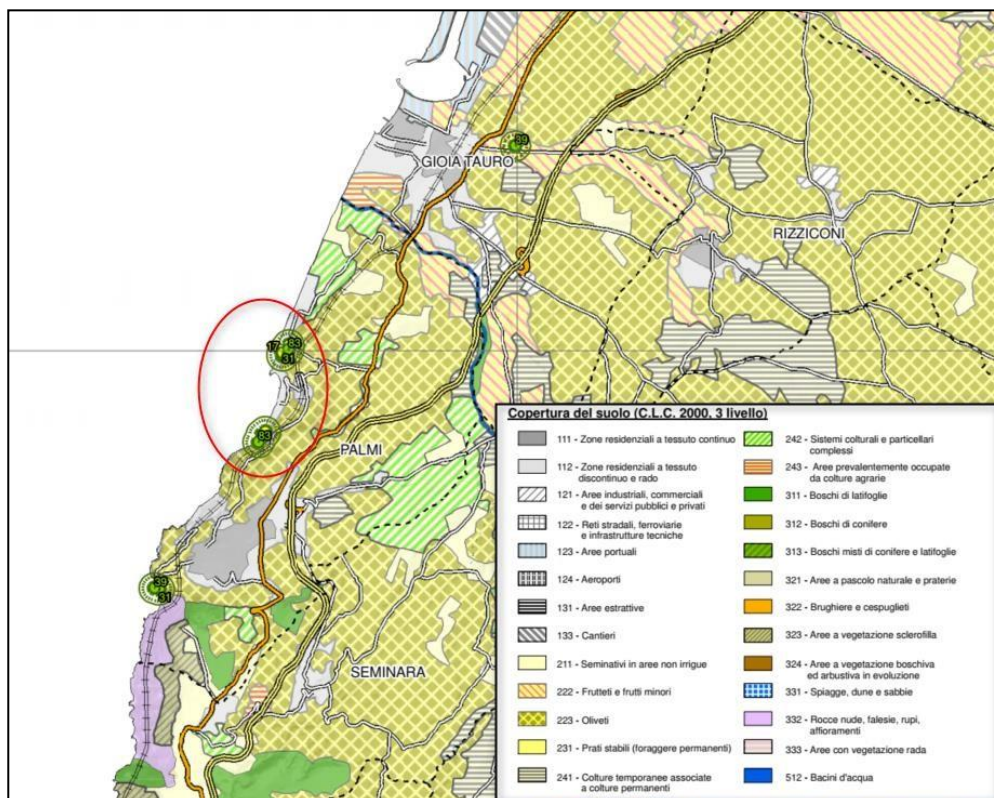 GIOIA TAURO
89
RIZZICONI
17
83
31
83
PALMI
31
SEMINARA
Copertura del suolo (C.L.C. 2000, 3 livello)
111 - Zone residenziali a tessuto continuo
112 - Zone residenziali a tessuto
discontinuo e rado
121 - Aree industriali, commerciali
e dei servizi pubblici e privati
122 - Reti stradali, ferroviarie
e infrastrutture tecniche
123 - Aree portuali
124 - Aeroporti
131 - Aree estrattive
133 - Cantieri
211 - Seminativi in aree non irrigue
222 - Frutteti e frutti minori
223 - Oliveti
231 - Prati stabili (foraggere permanenti)
241 - Colture temporanee associate
a colture permanenti
242 - Sistemi colturali e particellari
complessi
243 - Aree prevalentemente occupate
da colture agrarie
311 - Boschi di latifoglie
312 - Boschi di conifere
313 - Boschi misti di conifere e latifoglie
321 - Aree a pascolo naturale e praterie
322 - Brughiere e cespuglieti
323 - Aree a vegetazione sclerofilla
324 - Aree a vegetazione boschiva
ed arbustiva in evoluzione
331 - Spiagge, dune e sabbie
332 - Rocce nude, falesie, rupi,
affioramenti
333 - Aree con vegetazione rada
512 - Bacini d'acqua